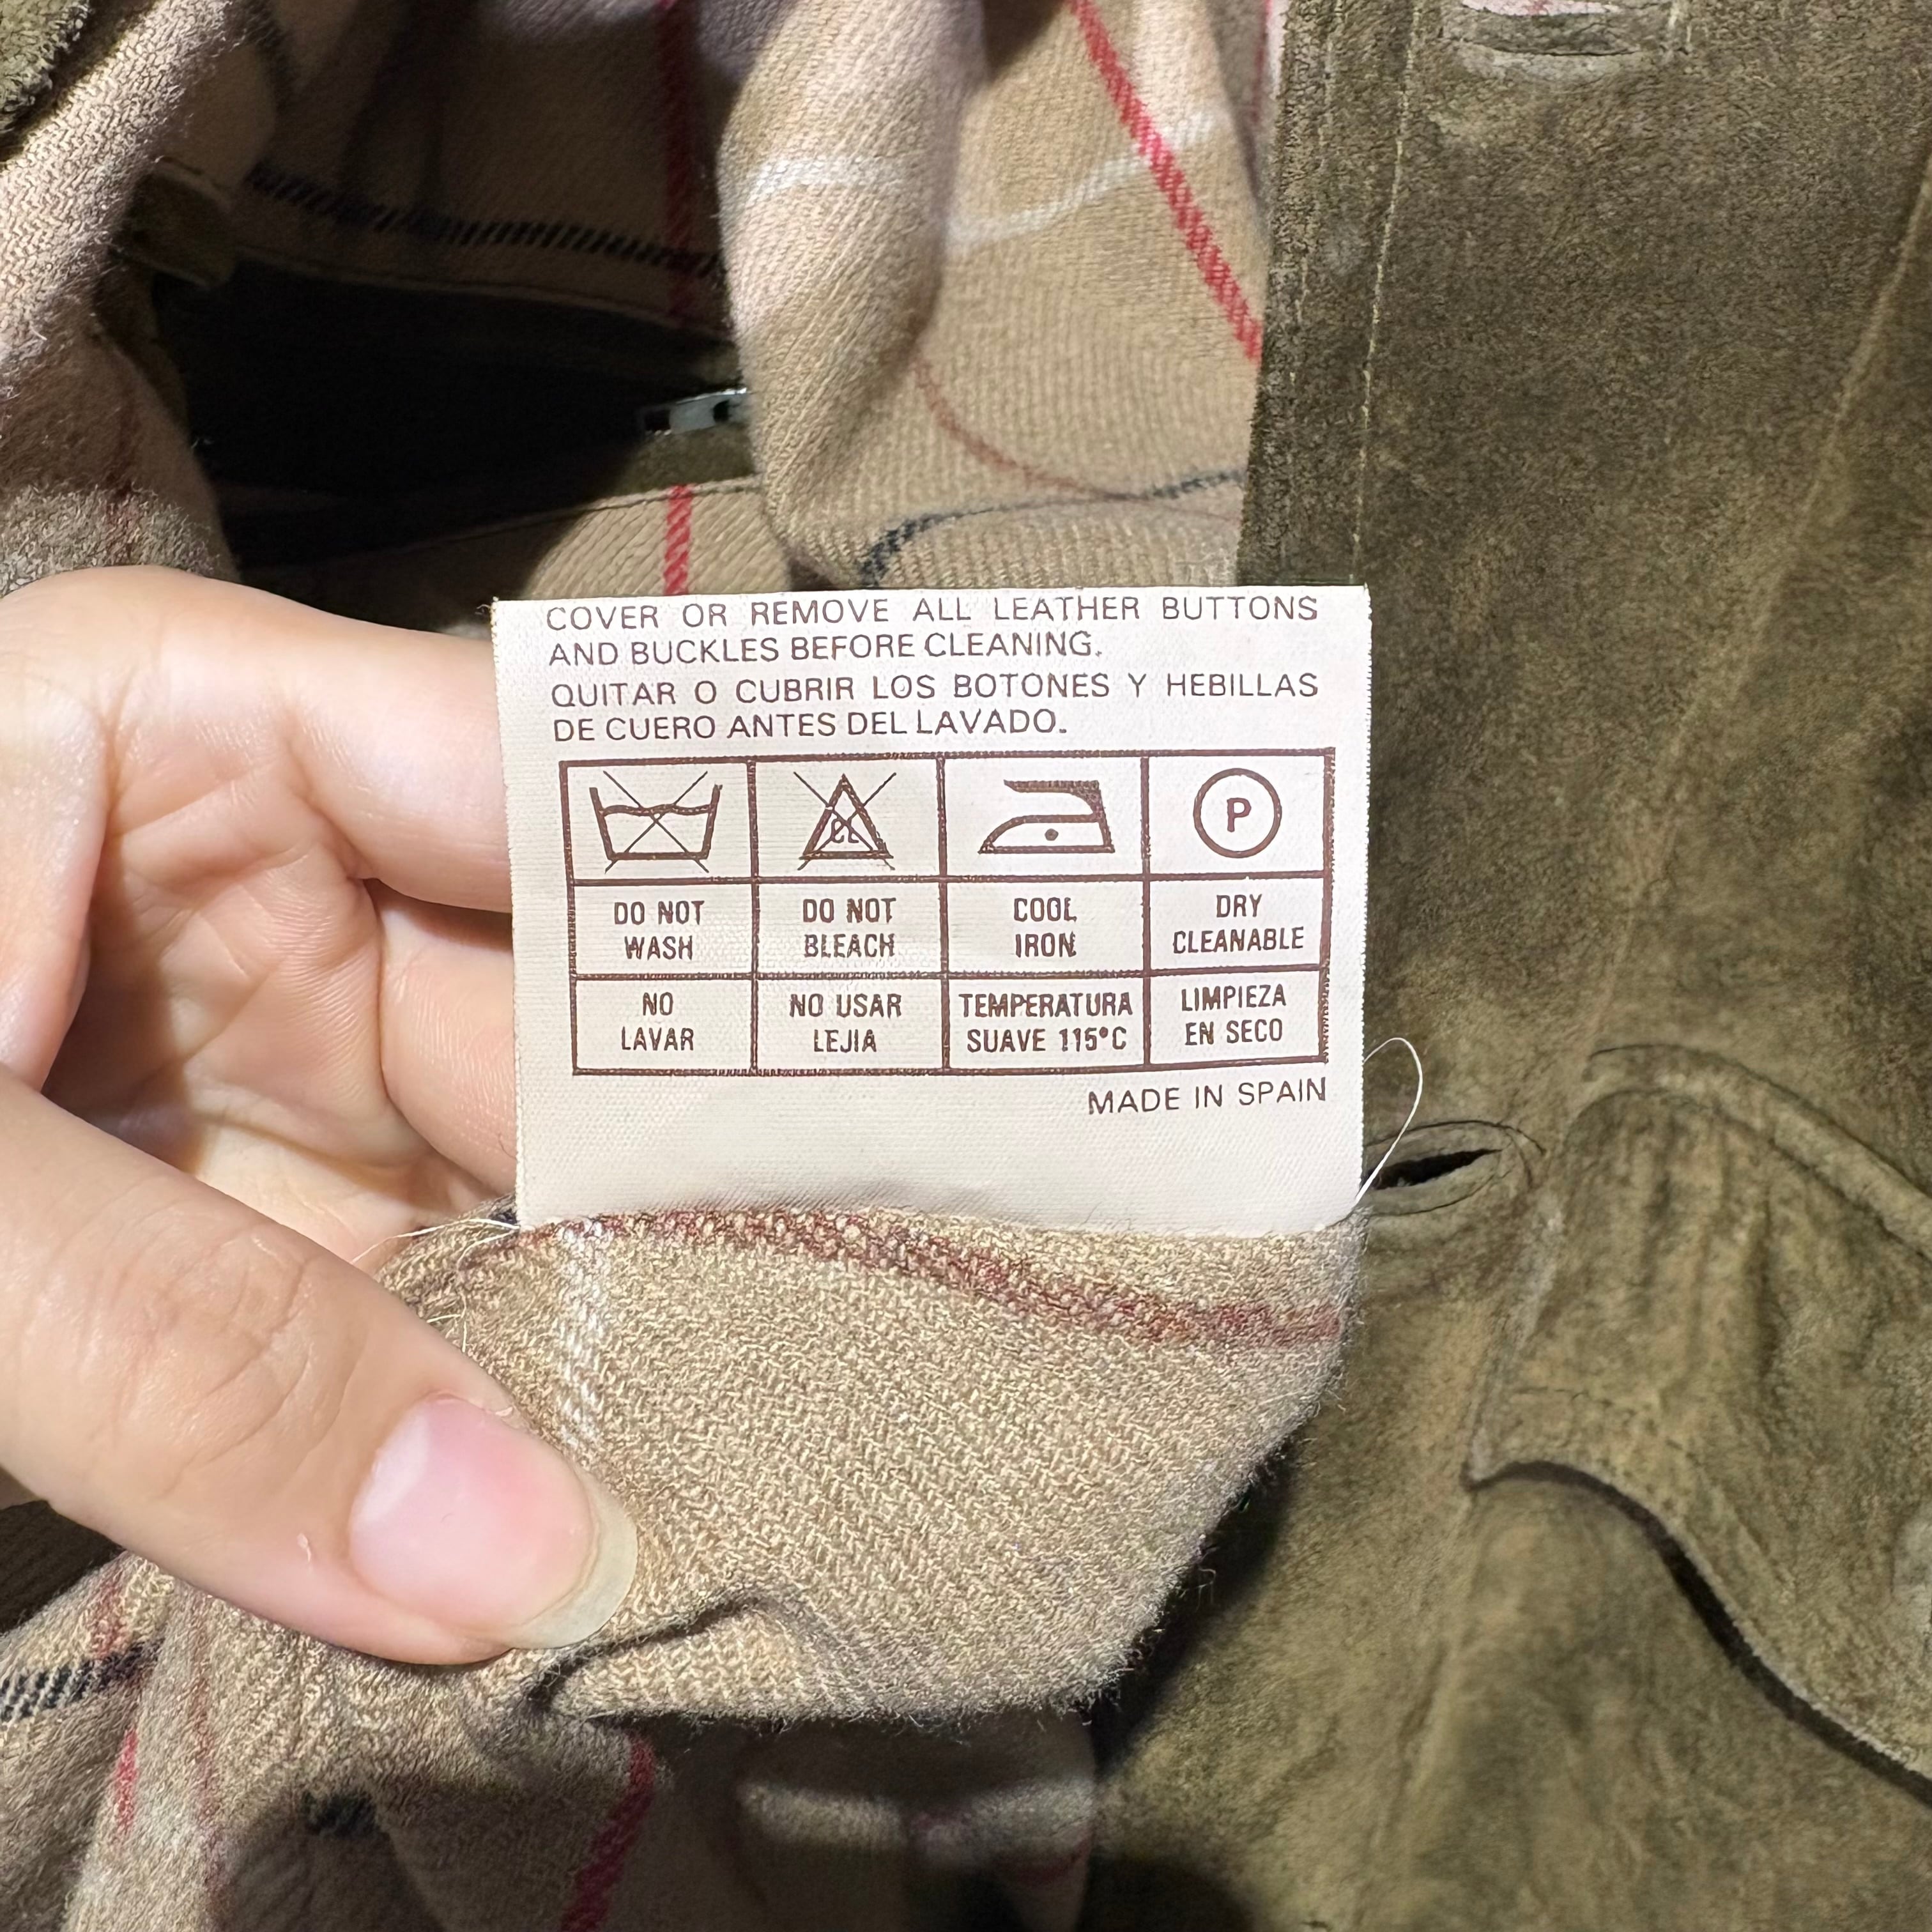 COVER OR REMOVE ALL LEATHER BUTTONS
AND BUCKLES BEFORE CLEANING.
QUITAR O CUBRIR LOS BOTONES Y HEBILLAS
DE CUERO ANTES DEL LAVADO.
CL
P
DO NOT
WASH
DO NOT
BLEACH
COOL
IRON
DRY
CLEANABLE
NO
LAVAR
NO USAR
LEJIA
TEMPERATURA
SUAVE 115°C
LIMPIEZA
EN SECO
MADE IN SPAIN